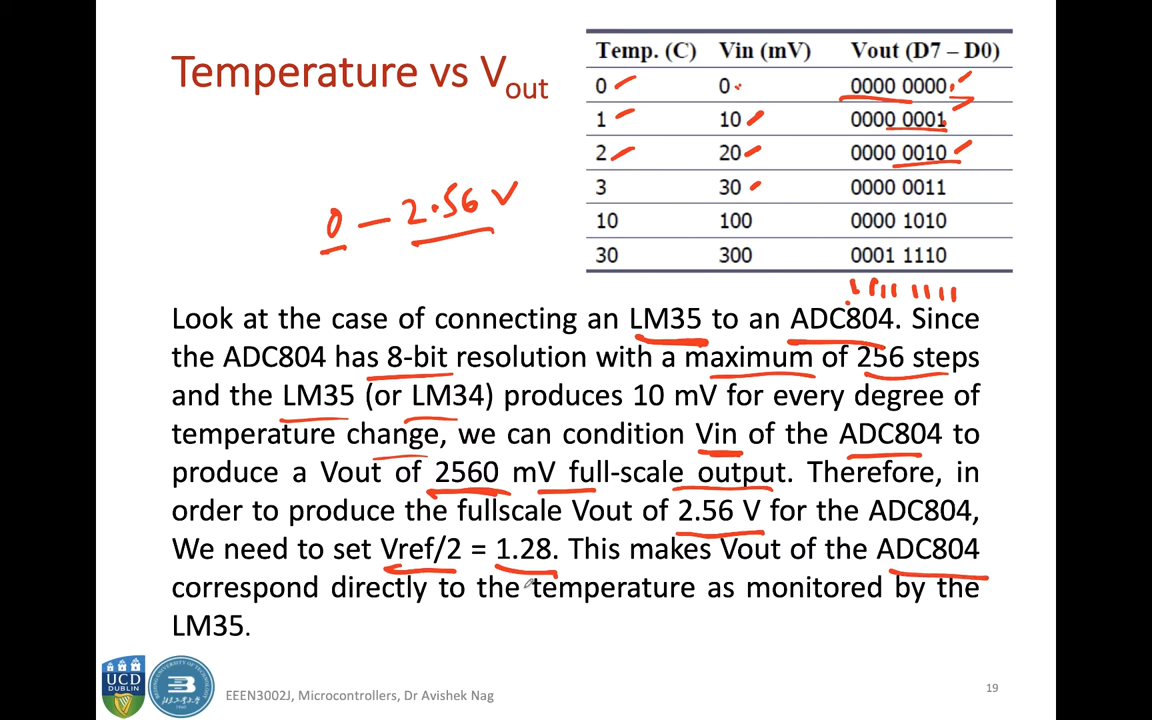 Temperature vs Vout
Temp. (C) Vin (mV) Vout (D7 – D0)
0 0 0000 0000
1 10 0000 0001
2 20 0000 0010
3 30 0000 0011
10 100 0000 1010
30 300 0001 1110
0 — 2.56 V
Look at the case of connecting an LM35 to an ADC804. Since
the ADC804 has 8-bit resolution with a maximum of 256 steps
and the LM35 (or LM34) produces 10 mV for every degree of
temperature change, we can condition Vin of the ADC804 to
produce a Vout of 2560 mV full-scale output. Therefore, in
order to produce the fullscale Vout of 2.56 V for the ADC804,
We need to set Vref/2 = 1.28. This makes Vout of the ADC804
correspond directly to the temperature as monitored by the
LM35.
UCD
DUBLIN
EEEN3002J, Microcontrollers, Dr Avishek Nag
19